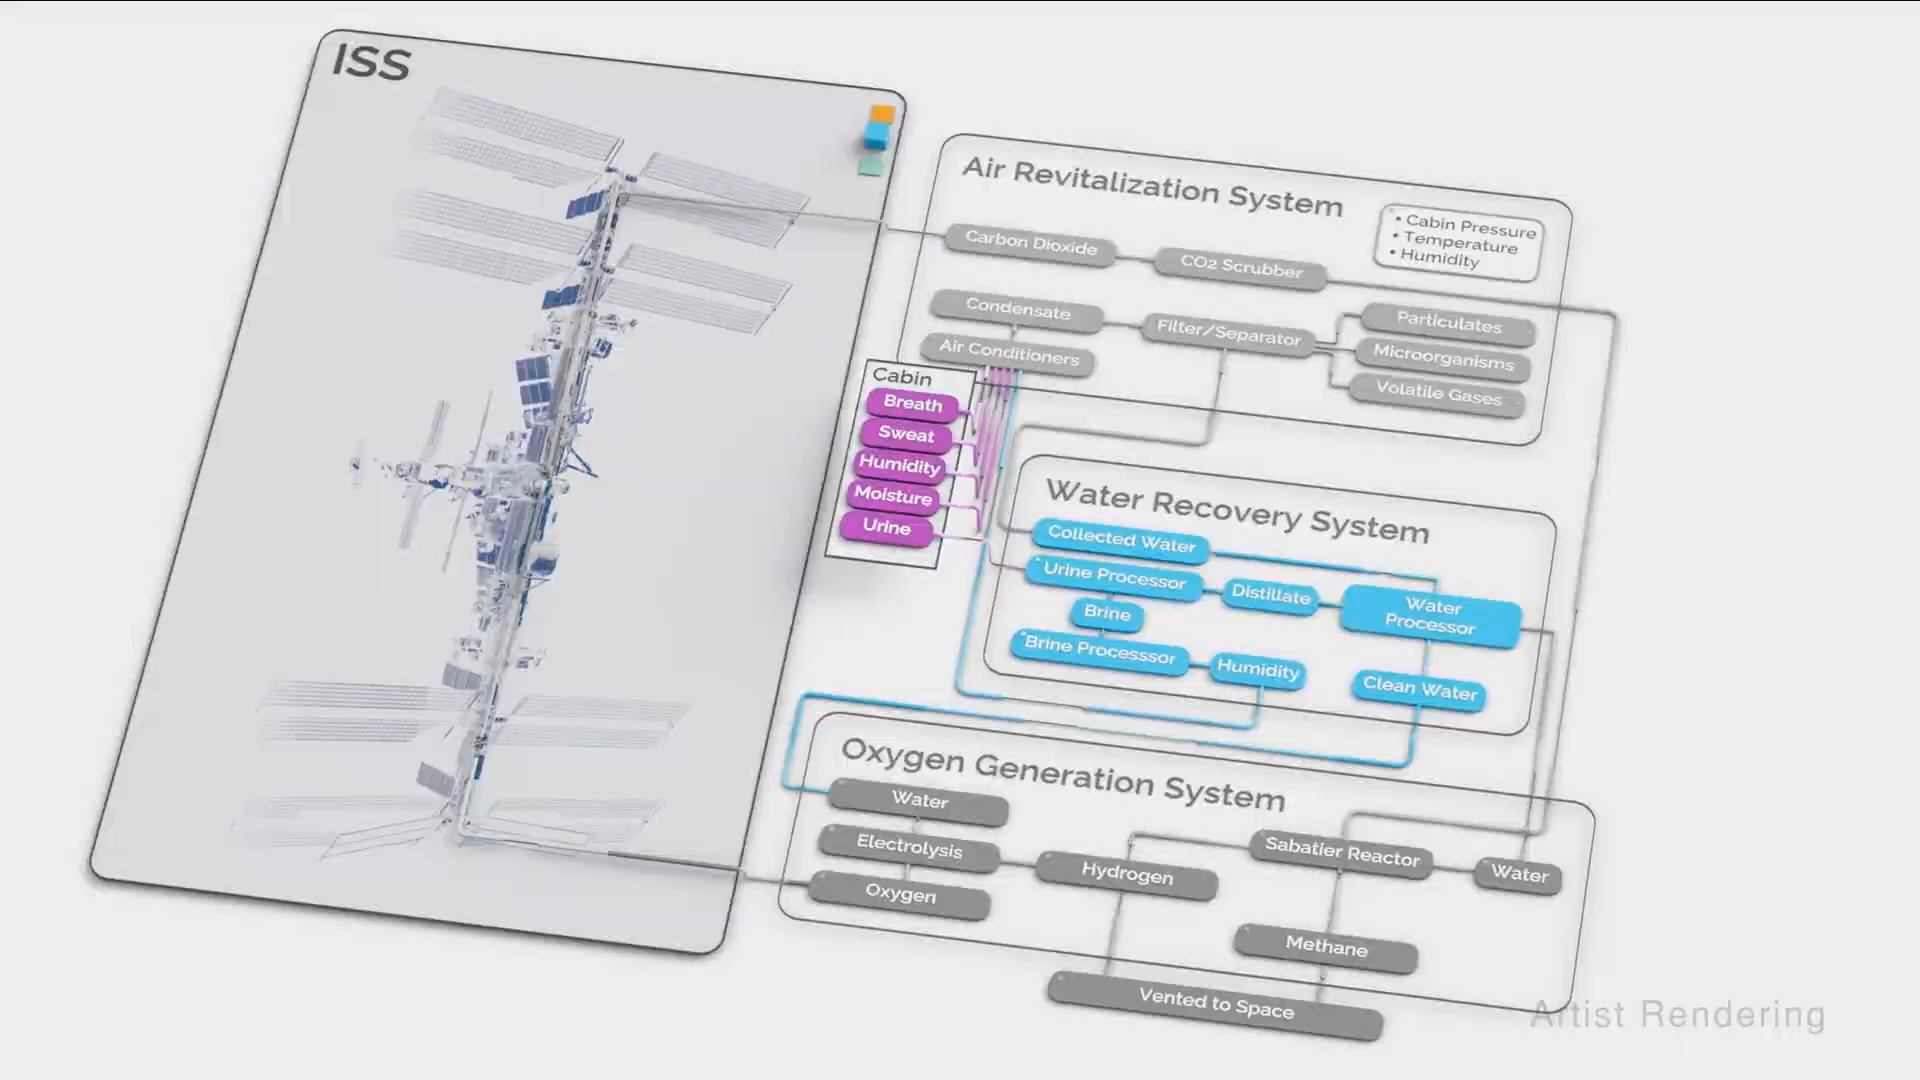 ISS
Air Revitalization System
• Cabin Pressure
• Temperature
• Humidity
Carbon Dioxide
CO2 Scrubber
Condensate
Filter/Separator
Particulates
Air Conditioners
Microorganisms
Volatile Gases
Cabin
Breath
Sweat
Humidity
Moisture
Urine
Water Recovery System
Collected Water
Urine Processor
Distillate
Water
Processor
Brine
Brine Processsor
Humidity
Clean Water
Oxygen Generation System
Water
Electrolysis
Oxygen
Hydrogen
Sabatier Reactor
Water
Methane
Vented to Space
Artist Rendering